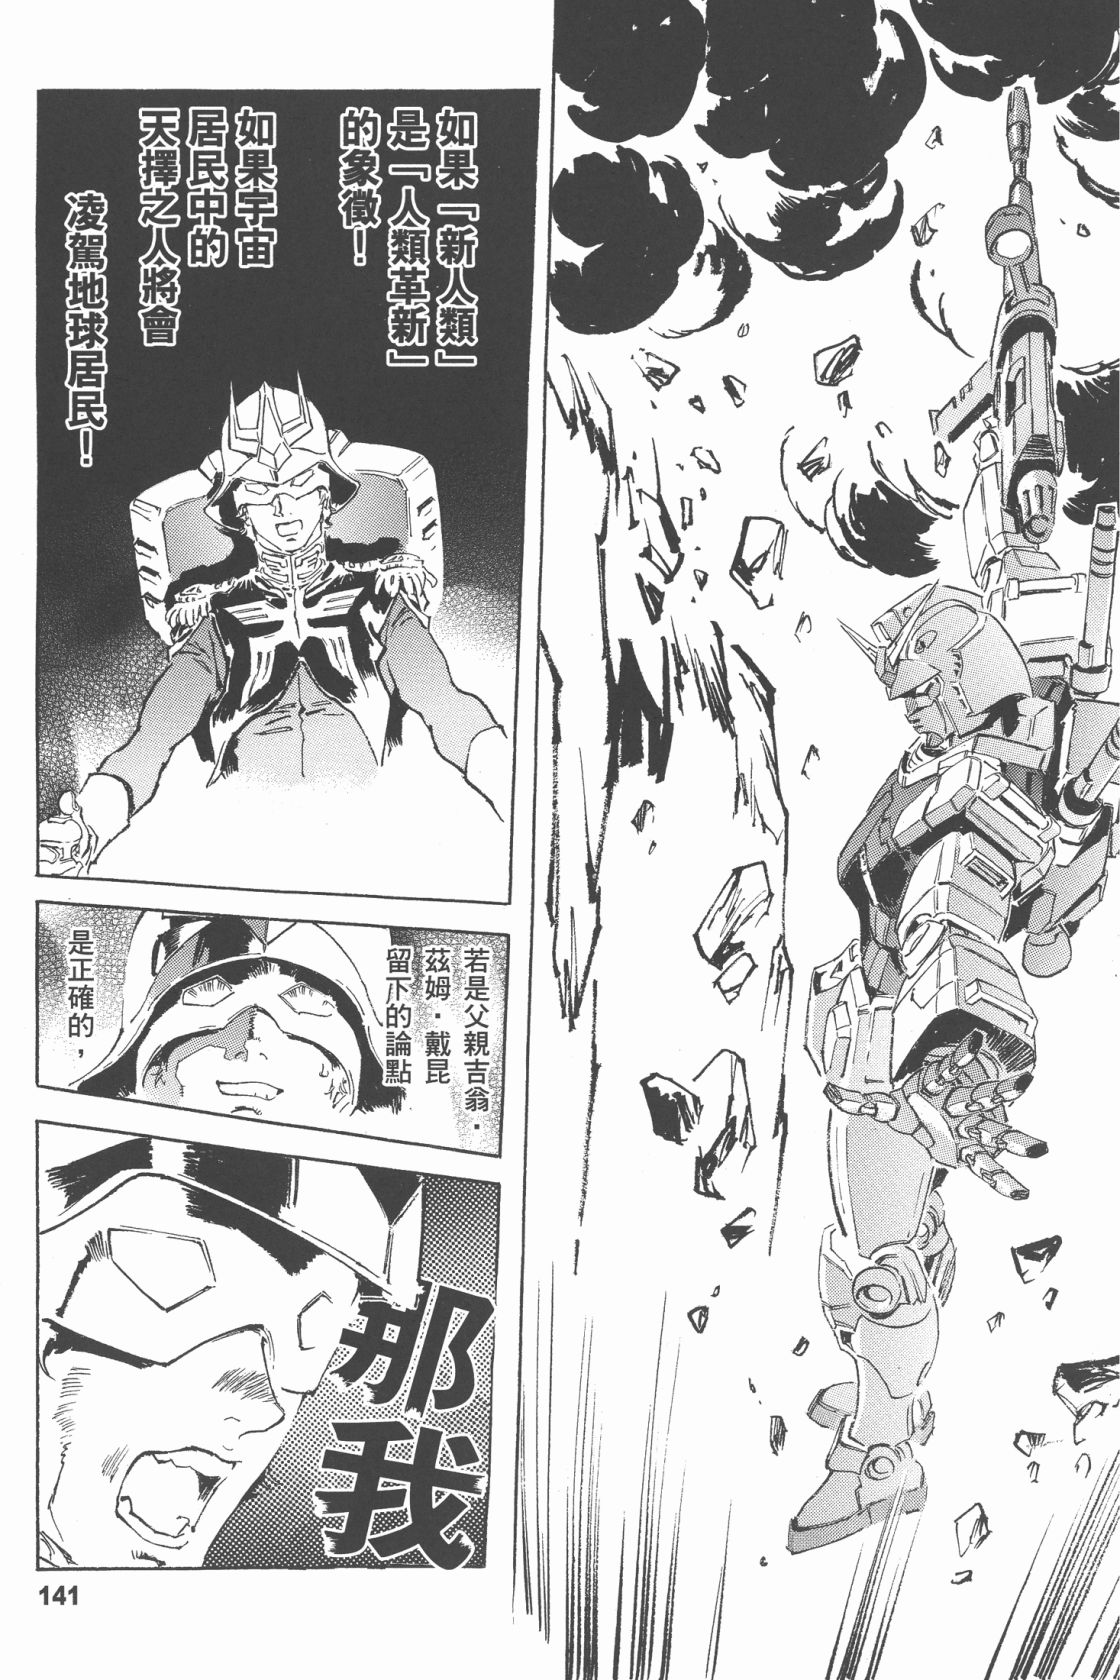 如果「新人類」
是「人類革新」
的象徵！
如果宇宙
居民中的
天擇之人將會
凌駕地球居民！
若是父親吉翁．
茲姆．戴昆
留下的論點
是正確的，
那
我
141